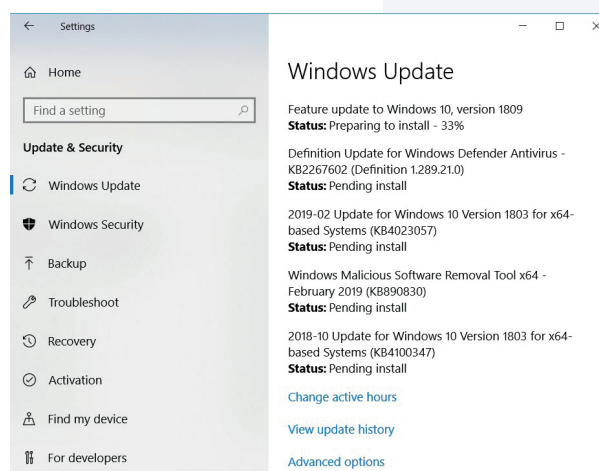 Settings
Home
Find a setting
Update & Security
Windows Update
Windows Security
Backup
Troubleshoot
Recovery
Activation
Find my device
For developers
Windows Update
Feature update to Windows 10, version 1809
Status: Preparing to install - 33%
Definition Update for Windows Defender Antivirus -
KB2267602 (Definition 1.289.21.0)
Status: Pending install
2019-02 Update for Windows 10 Version 1803 for x64-
based Systems (KB4023057)
Status: Pending install
Windows Malicious Software Removal Tool x64 -
February 2019 (KB890830)
Status: Pending install
2018-10 Update for Windows 10 Version 1803 for x64-
based Systems (KB4100347)
Status: Pending install
Change active hours
View update history
Advanced options